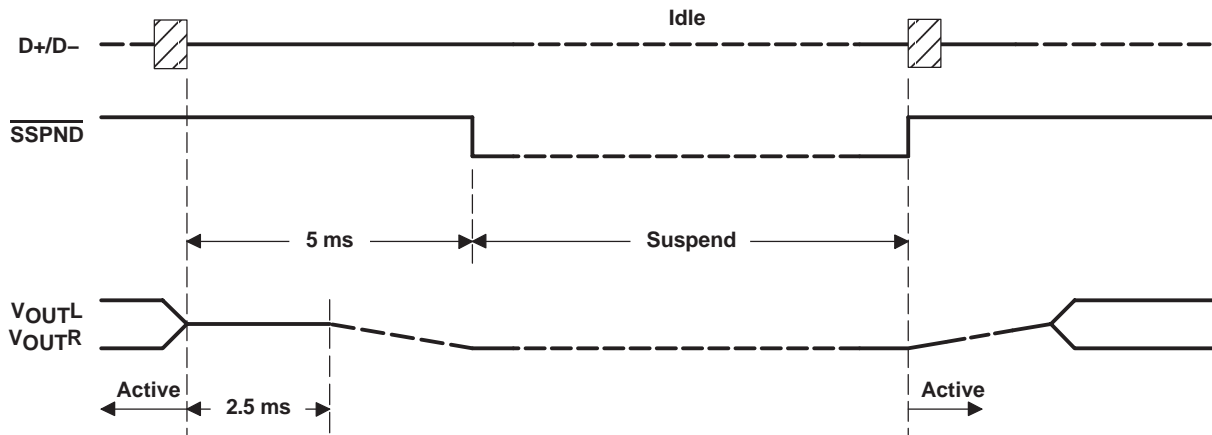 Idle
D+/D−
SSPND
5 ms
Suspend
VOUTL
VOUTR
Active
2.5 ms
Active